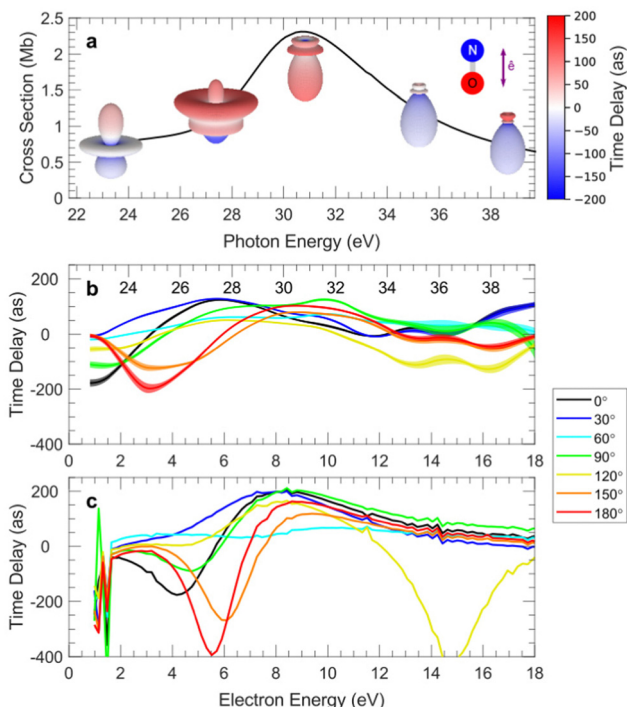 a
N
O
ê
Cross Section (Mb)
2.5
2
1.5
1
0.5
0
22 24 26 28 30 32 34 36 38
Photon Energy (eV)
200
150
100
50
0
-50
-100
-150
-200
Time Delay (as)
b
24 26 28 30 32 34 36 38
Time Delay (as)
200
0
-200
-400
0 2 4 6 8 10 12 14 16 18
c
Time Delay (as)
200
0
-200
-400
0 2 4 6 8 10 12 14 16 18
Electron Energy (eV)
0°
30°
60°
90°
120°
150°
180°